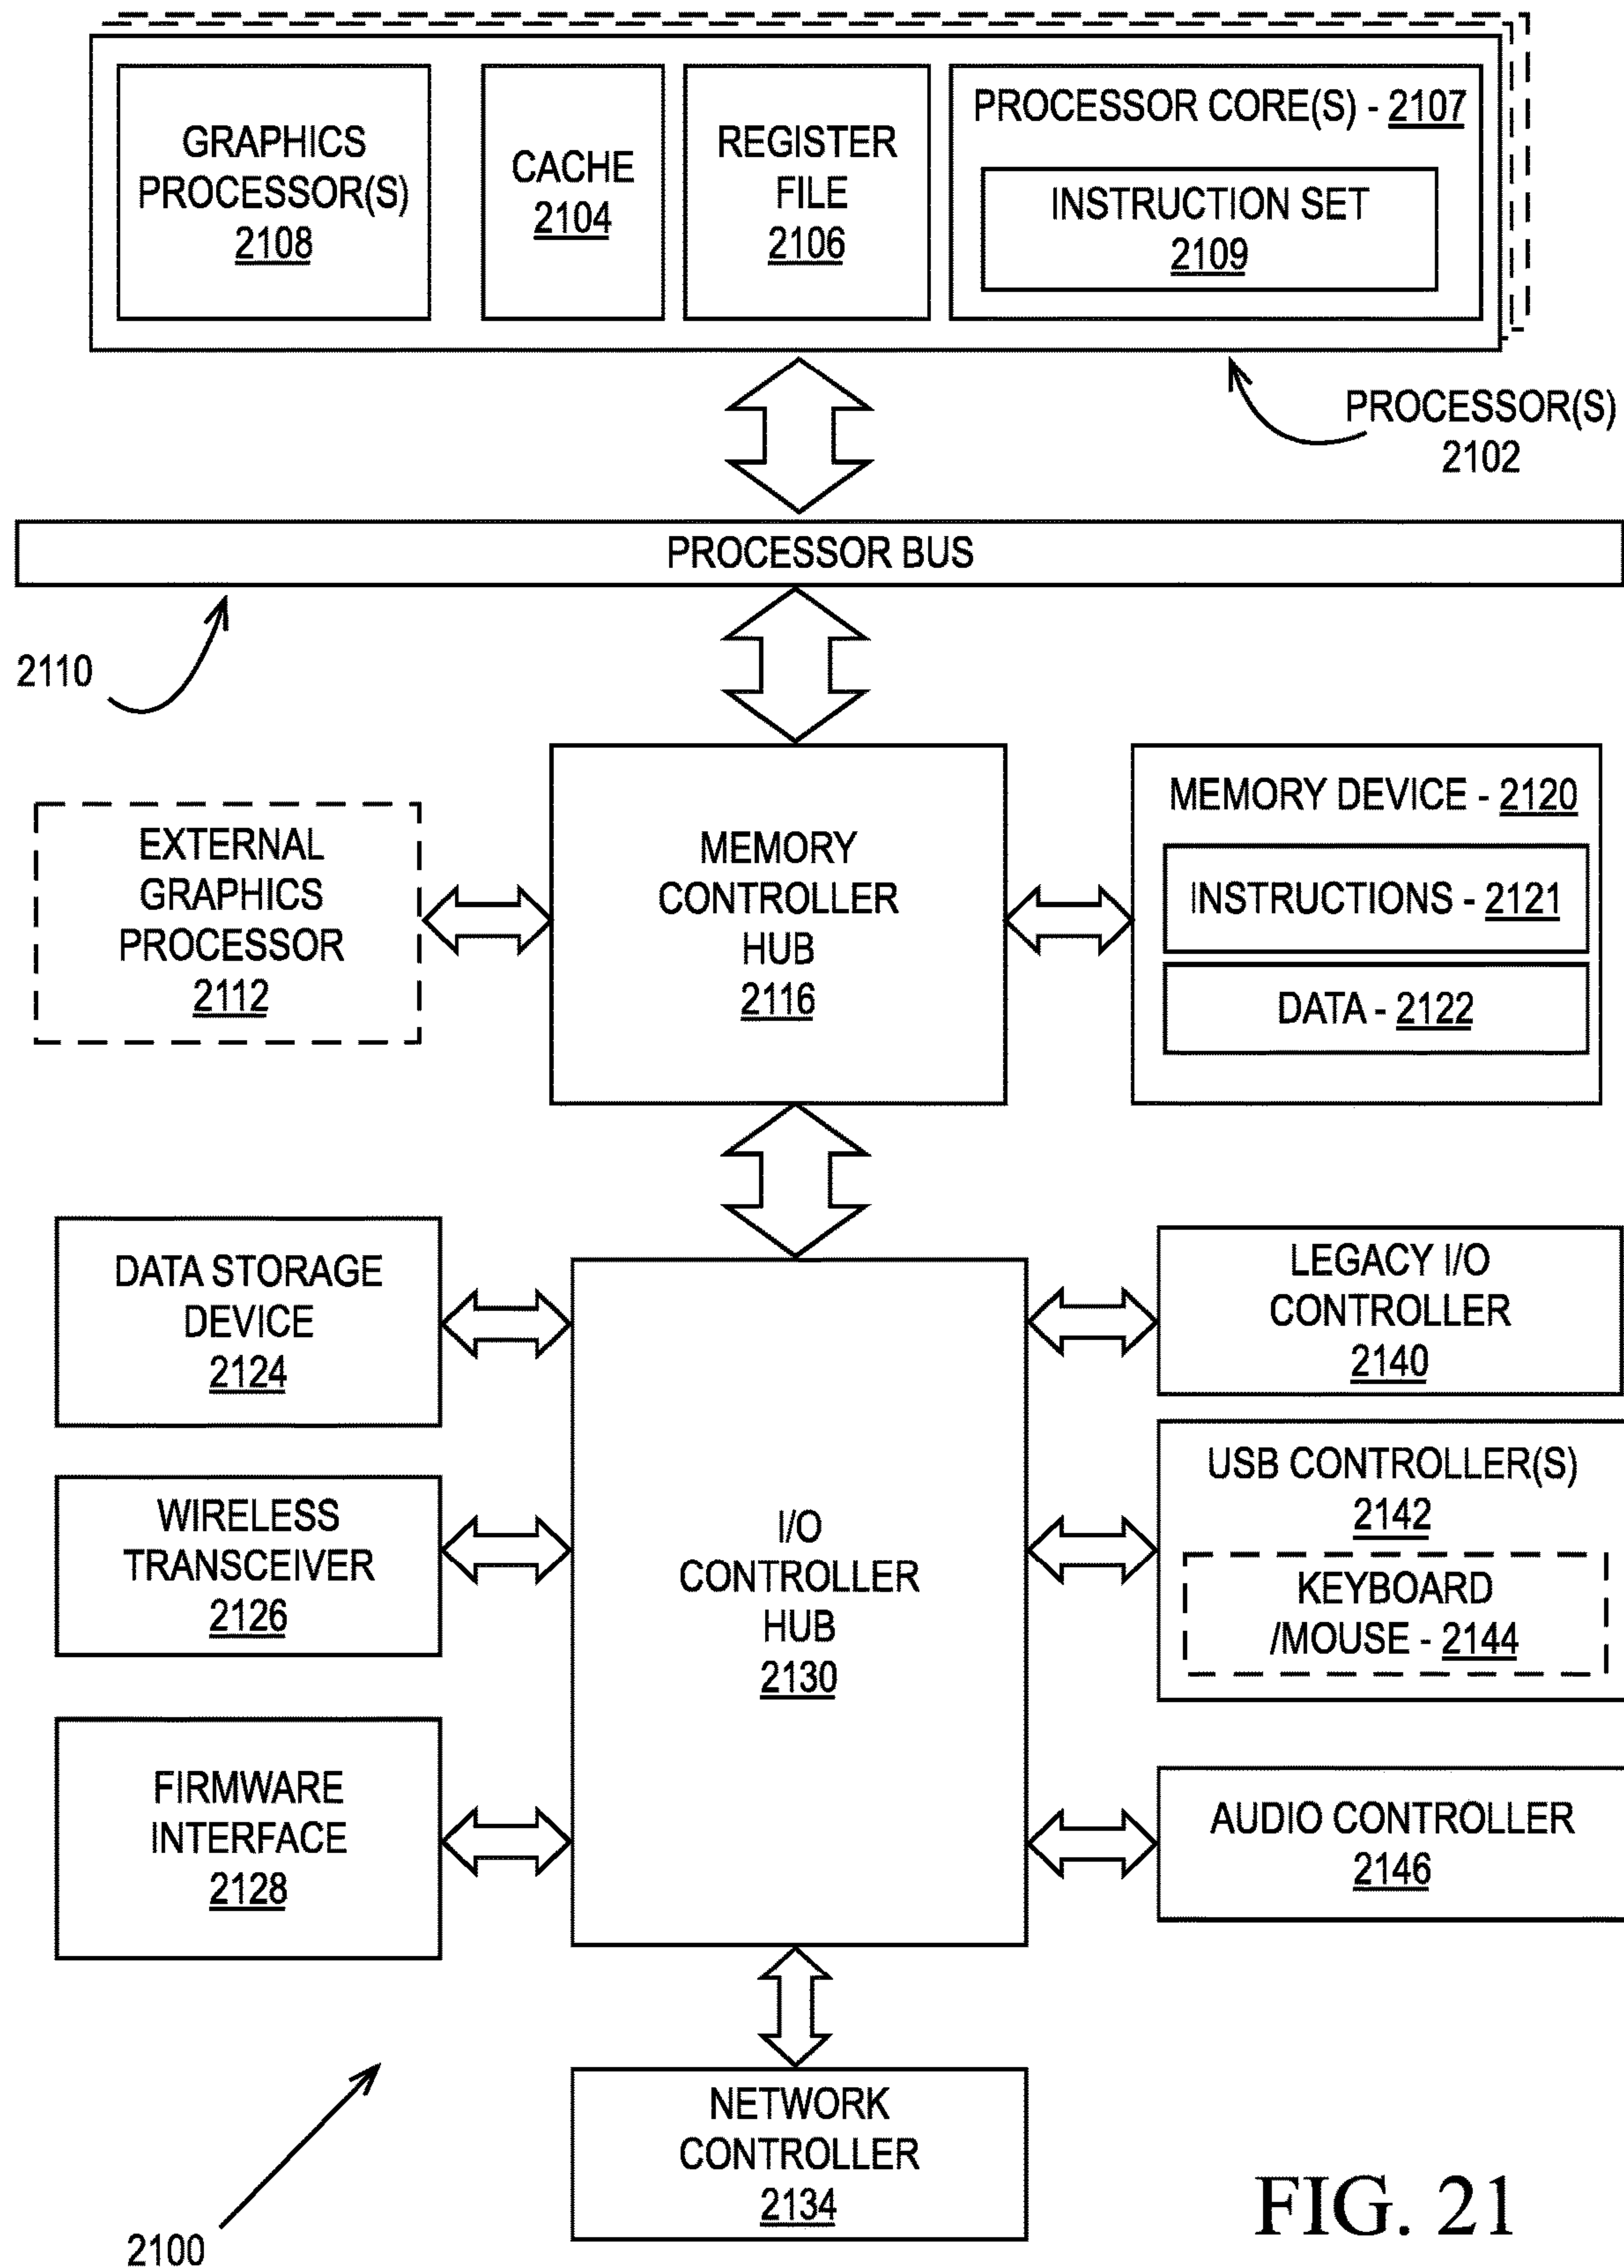 GRAPHICS
PROCESSOR(S)
2108
CACHE
2104
REGISTER
FILE
2106
PROCESSOR CORE(S) - 2107
INSTRUCTION SET
2109
PROCESSOR(S)
2102
PROCESSOR BUS
2110
EXTERNAL
GRAPHICS
PROCESSOR
2112
MEMORY
CONTROLLER
HUB
2116
MEMORY DEVICE - 2120
INSTRUCTIONS - 2121
DATA - 2122
DATA STORAGE
DEVICE
2124
WIRELESS
TRANSCEIVER
2126
FIRMWARE
INTERFACE
2128
I/O
CONTROLLER
HUB
2130
LEGACY I/O
CONTROLLER
2140
USB CONTROLLER(S)
2142
KEYBOARD
/MOUSE - 2144
AUDIO CONTROLLER
2146
NETWORK
CONTROLLER
2134
2100
FIG. 21